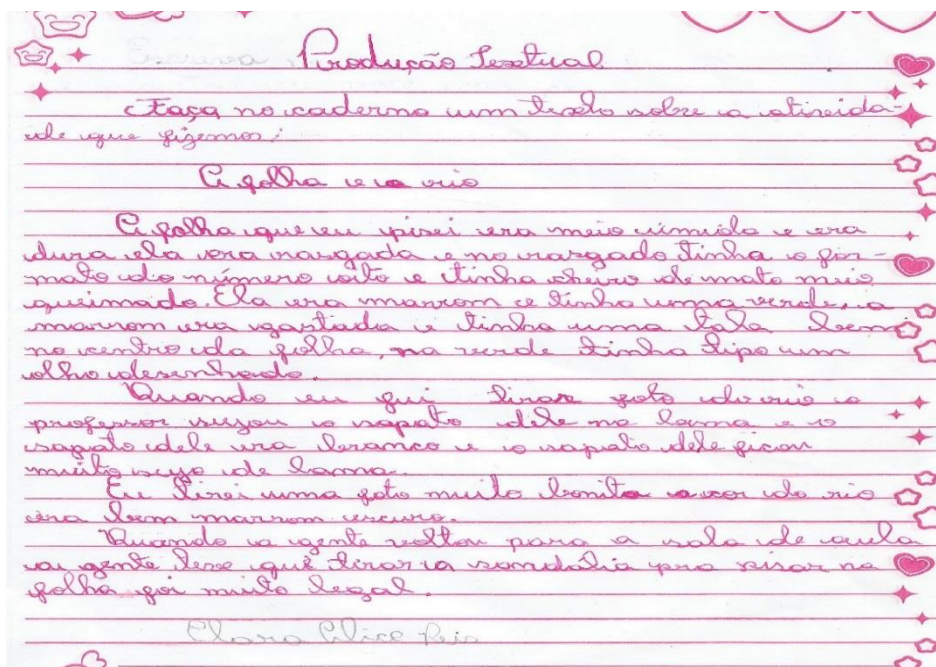 Escreva
Produção Textual
Faça no caderno um texto sobre a ativida-
de que fizemos:
A folha e o rio
A folha que eu pisei era meio úmida e era
dura ela era rasgada e no rasgado tinha o for-
mato do número oito e tinha cheiro de mato meio
queimado. Ela era marrom e tinha uma verde, a
marrom era gastada e tinha uma tala bem
no centro da folha, na verde tinha tipo um
olho desenhado.
Quando eu fui tirar foto do rio o
professor sujou o sapato dele na lama e o
sapato dele era branco e o sapato dele ficou
muito sujo de lama.
Eu tirei uma foto muito bonita a cor do rio
era bem marrom escuro.
Quando a gente voltou para a sala de aula
a gente teve que tirar a sandália pra pisar na
folha foi muito legal.
Clara Alice Reis